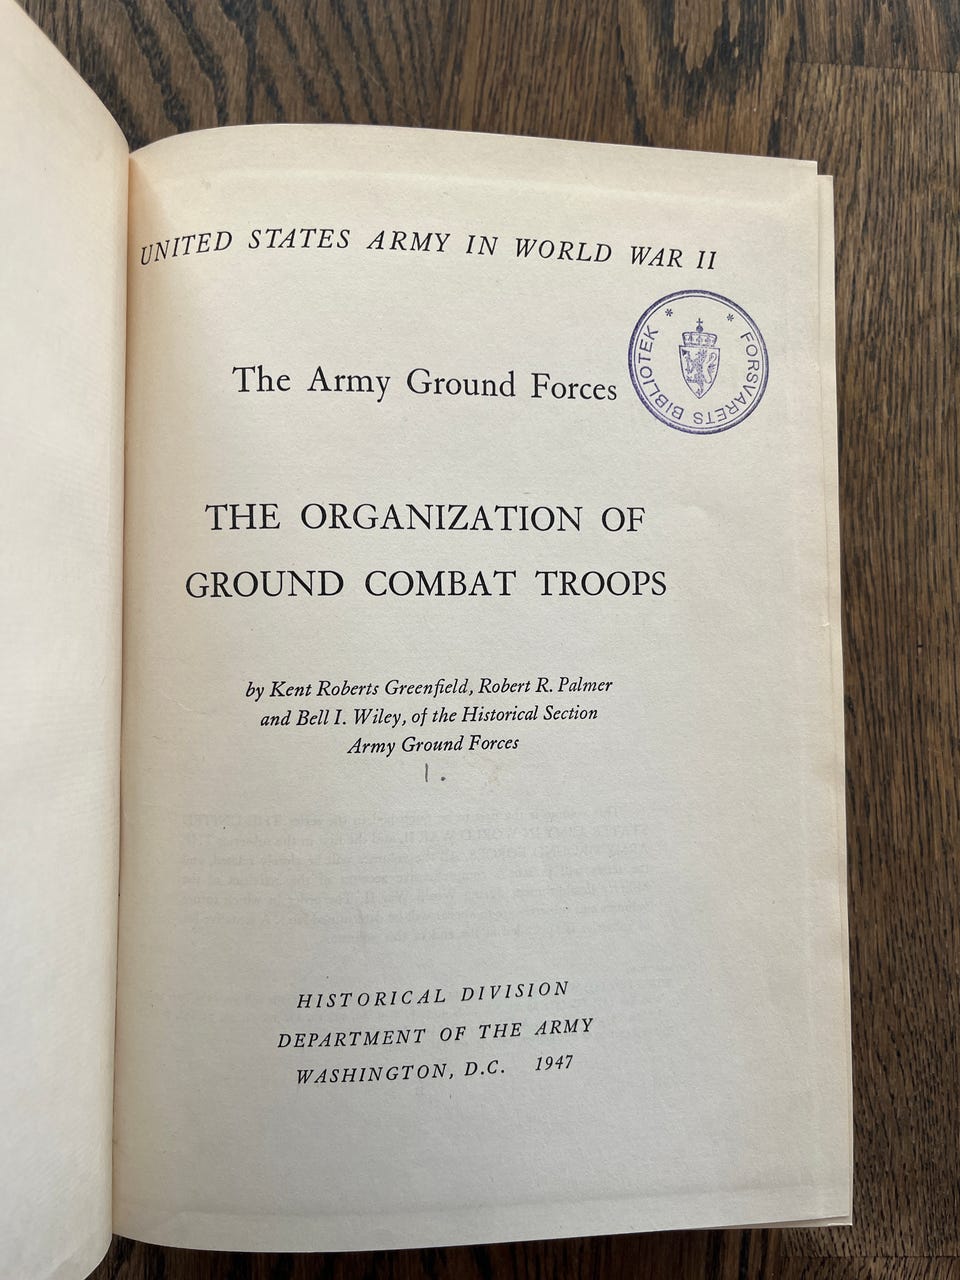 UNITED STATES ARMY IN WORLD WAR II
* FORSVARETS BIBLIOTEK *
The Army Ground Forces
THE ORGANIZATION OF
GROUND COMBAT TROOPS
by Kent Roberts Greenfield, Robert R. Palmer
and Bell I. Wiley, of the Historical Section
Army Ground Forces
1.
HISTORICAL DIVISION
DEPARTMENT OF THE ARMY
WASHINGTON, D.C. 1947